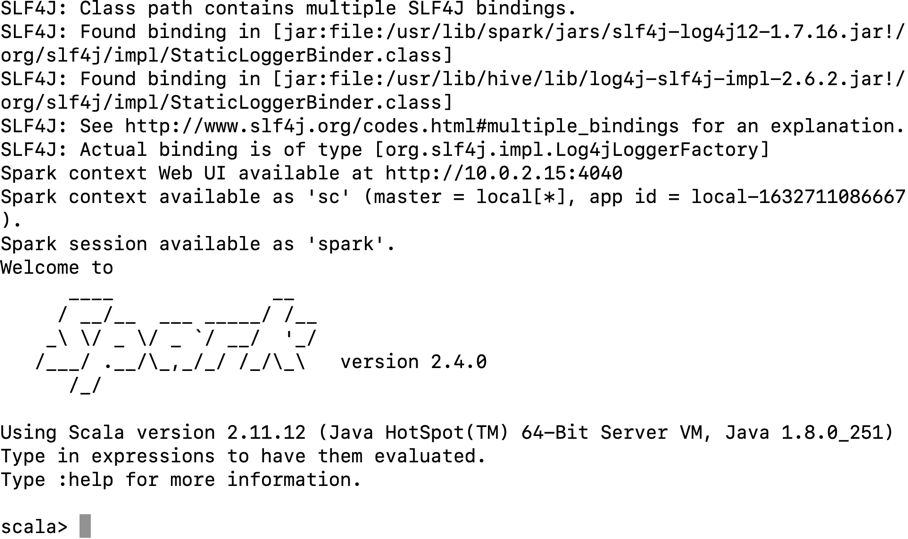 SLF4J: Class path contains multiple SLF4J bindings.
SLF4J: Found binding in [jar:file:/usr/lib/spark/jars/slf4j-log4j12-1.7.16.jar!/
org/slf4j/impl/StaticLoggerBinder.class]
SLF4J: Found binding in [jar:file:/usr/lib/hive/lib/log4j-slf4j-impl-2.6.2.jar!/
org/slf4j/impl/StaticLoggerBinder.class]
SLF4J: See http://www.slf4j.org/codes.html#multiple_bindings for an explanation.
SLF4J: Actual binding is of type [org.slf4j.impl.Log4jLoggerFactory]
Spark context Web UI available at http://10.0.2.15:4040
Spark context available as 'sc' (master = local[*], app id = local-1632711086667
).
Spark session available as 'spark'.
Welcome to
      ____              __
     / __/__  ___ _____/ /__
    _\ \/ _ \/ _ `/ __/  '_/
   /___/ .__/\_,_/_/ /_/\_\   version 2.4.0
      /_/
Using Scala version 2.11.12 (Java HotSpot(TM) 64-Bit Server VM, Java 1.8.0_251)
Type in expressions to have them evaluated.
Type :help for more information.
scala>